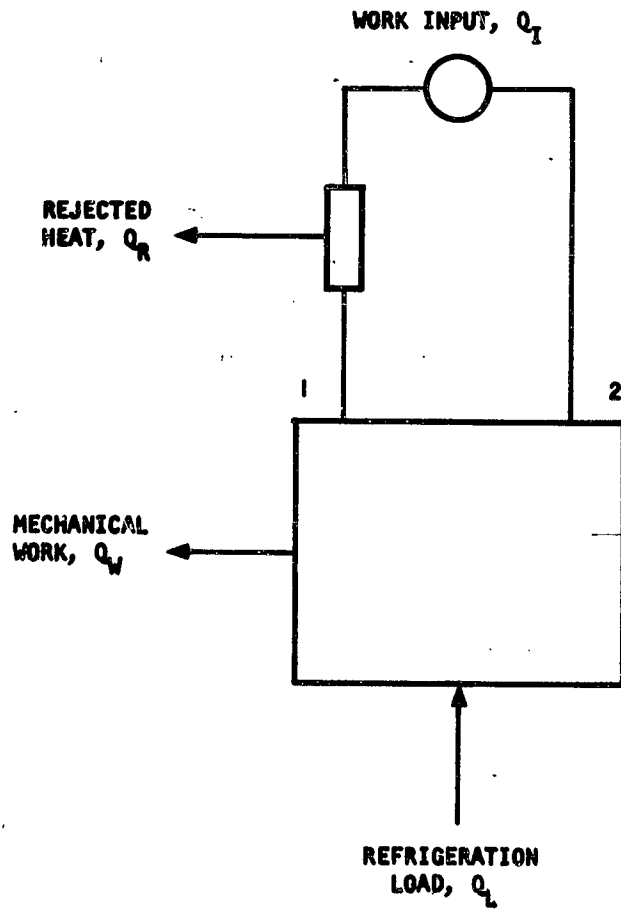 WORK INPUT, Q_I
REJECTED
HEAT, Q_R
1
2
MECHANICAL
WORK, Q_W
REFRIGERATION
LOAD, Q_L